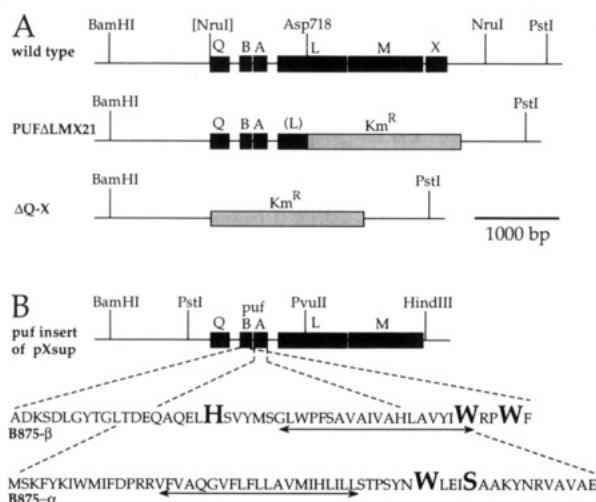 A
BamHI [NruI] Asp718 NruI PstI
wild type
Q B A L M X
BamHI PstI
PUFΔLMX21
Q B A (L) Km^R
BamHI PstI
ΔQ-X
Km^R
1000 bp
B
BamHI PstI puf PvuII HindIII
puf insert
of pXsup
Q B A L M
ADKSDLGYTGLTDEQAQELHSVYMSGLWPFSAVAIVAHLAVYIWRPWF
B875-β
MSKFYKIWMIFDPRRVFVAQGVFLFLLAVMIHLILLSTPSYNWLEISAAKYNRVAVAE
B875-α